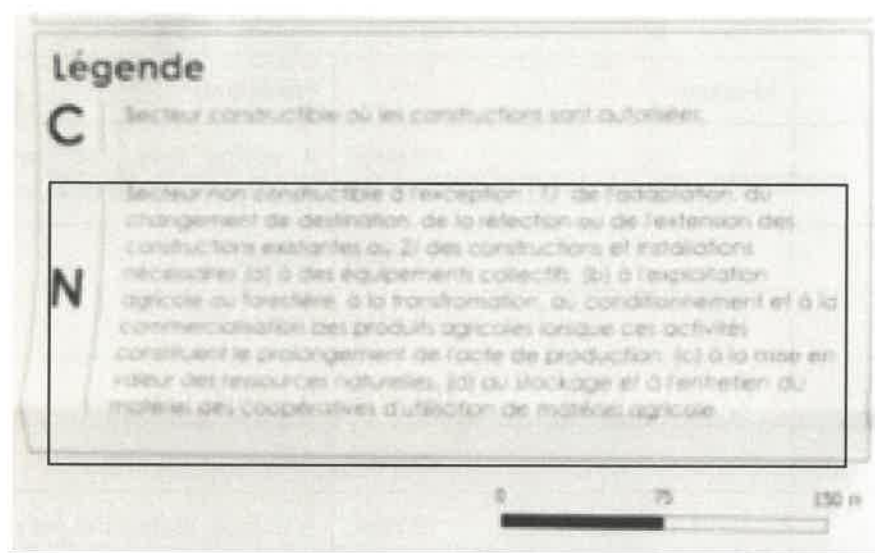 Légende
C Secteur constructible où les constructions sont autorisées.
Secteur non constructible à l'exception : 1) de l'adaptation, du
changement de destination, de la réfection ou de l'extension des
constructions existantes ou 2) des constructions et installations
nécessaires (a) à des équipements collectifs, (b) à l'exploitation
N agricole ou forestière, à la transfromation, au conditionnement et à la
commercialisation des produits agricoles lorsque ces activités
constituent le prolongement de l'acte de production, (c) à la mise en
valeur des ressources naturelles, (d) au stockage et à l'entretien du
matériel des coopératives d'utilisation de matériel agricole.
0 75 150 m